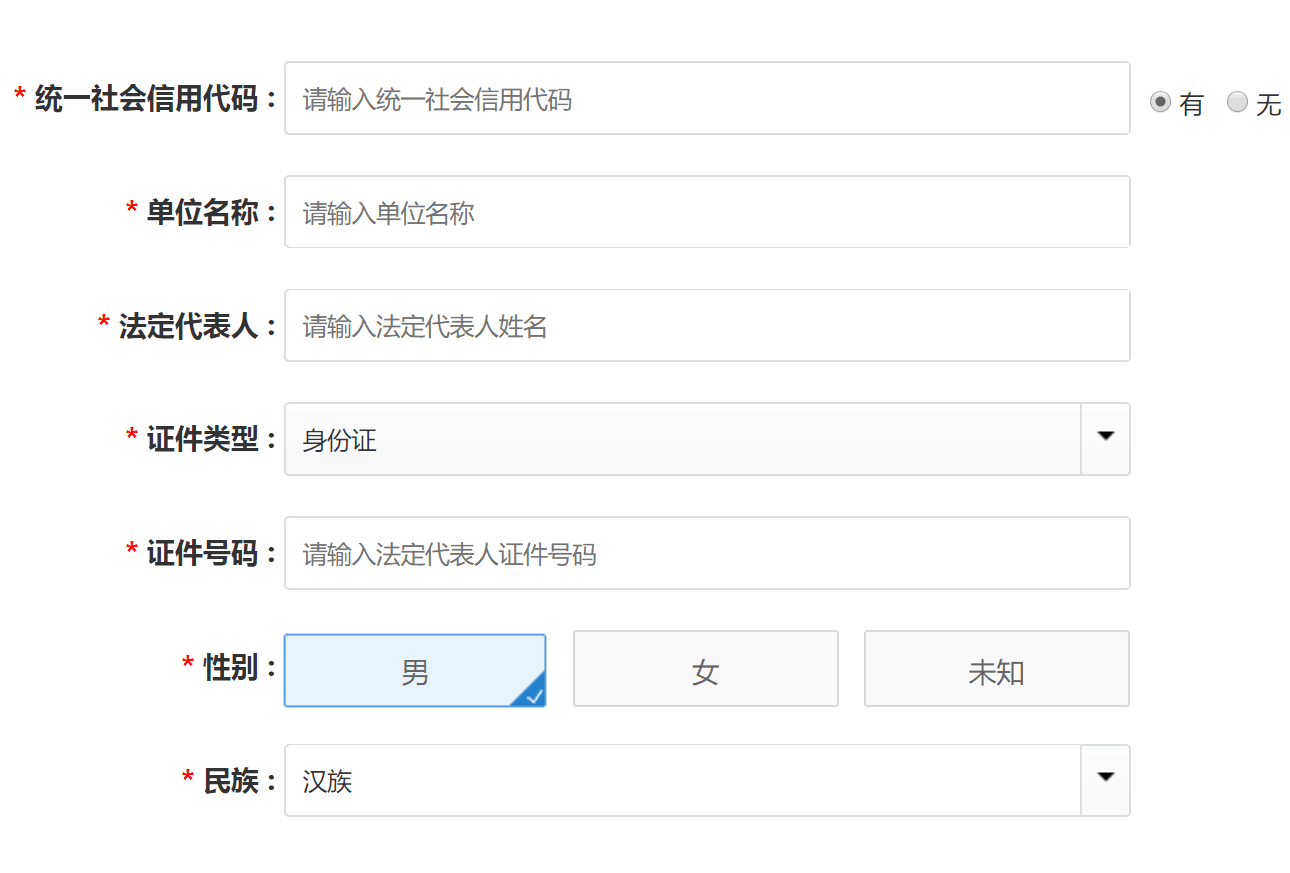 * 统一社会信用代码： 请输入统一社会信用代码 有 无
* 单位名称： 请输入单位名称
* 法定代表人： 请输入法定代表人姓名
* 证件类型： 身份证
* 证件号码： 请输入法定代表人证件号码
* 性别： 男 女 未知
* 民族： 汉族